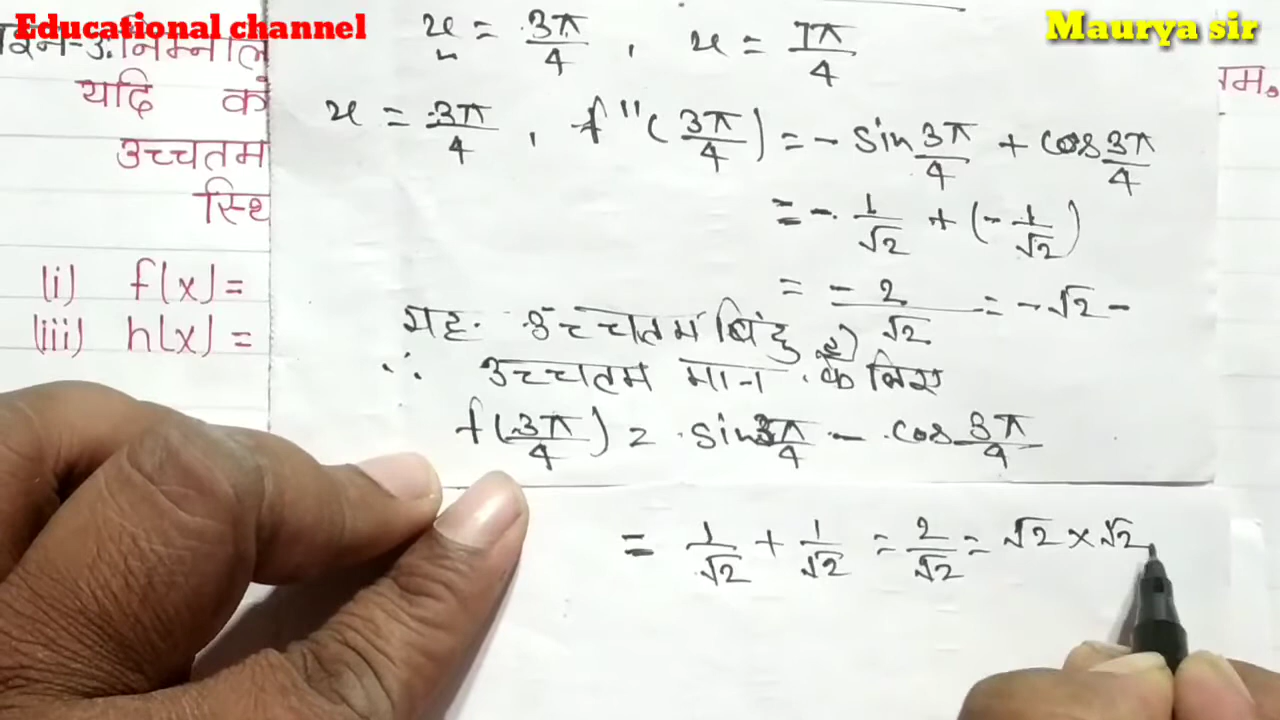 Educational channel
Maurya sir
x = 3π/4 , x = 7π/4
x = 3π/4 , f"(3π/4) = - sin 3π/4 + cos 3π/4
= - 1/√2 + (- 1/√2)
= - 2/√2 = - √2 -
यह उच्चतम बिंदु है)
∴ उच्चतम मान के लिए
f(3π/4) = sin 3π/4 - cos 3π/4
= 1/√2 + 1/√2 = 2/√2 = √2 × √2
यदि
उच्चतम
स्थि
(i) f(x) =
(iii) h(x) =